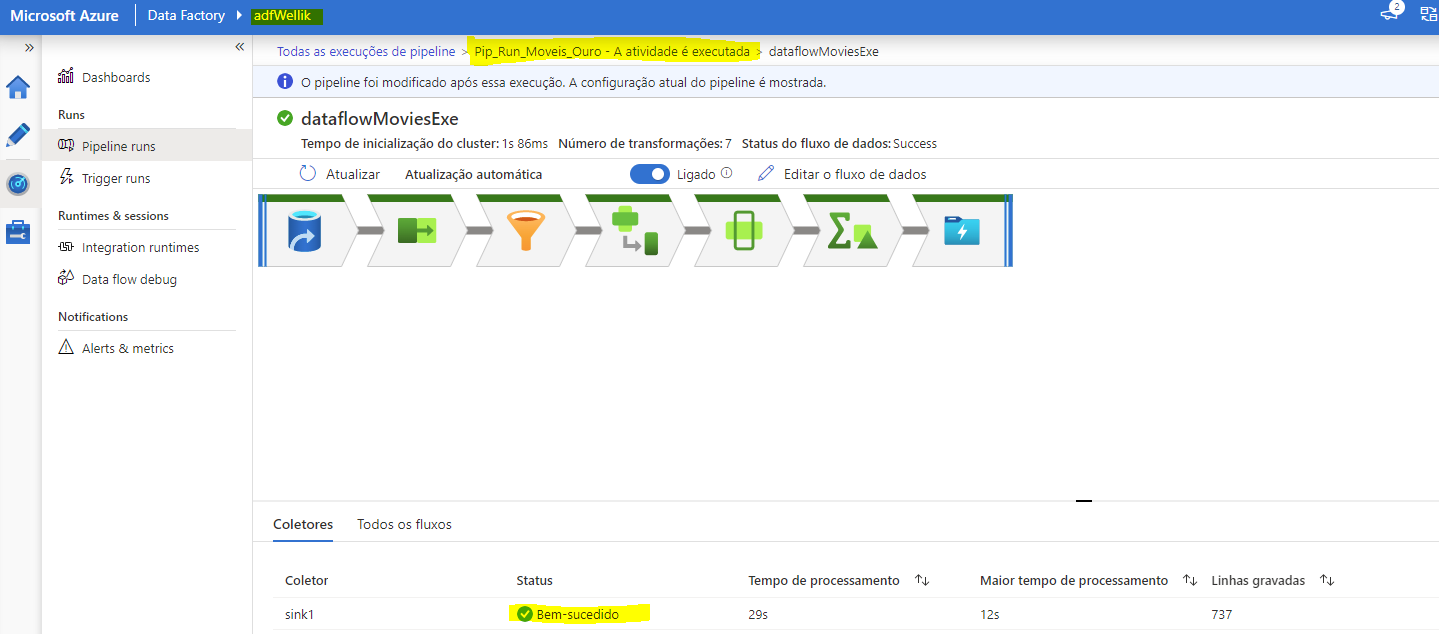 Microsoft Azure
Data Factory
adfWellik
2
Dashboards
Runs
Pipeline runs
Trigger runs
Runtimes & sessions
Integration runtimes
Data flow debug
Notifications
Alerts & metrics
Todas as execuções de pipeline > Pip_Run_Moveis_Ouro - A atividade é executada > dataflowMoviesExe
O pipeline foi modificado após essa execução. A configuração atual do pipeline é mostrada.
dataflowMoviesExe
Tempo de inicialização do cluster: 1s 86ms Número de transformações: 7 Status do fluxo de dados: Success
Atualizar Atualização automática Ligado Editar o fluxo de dados
Coletores Todos os fluxos
Coletor Status Tempo de processamento Maior tempo de processamento Linhas gravadas
sink1 Bem-sucedido 29s 12s 737